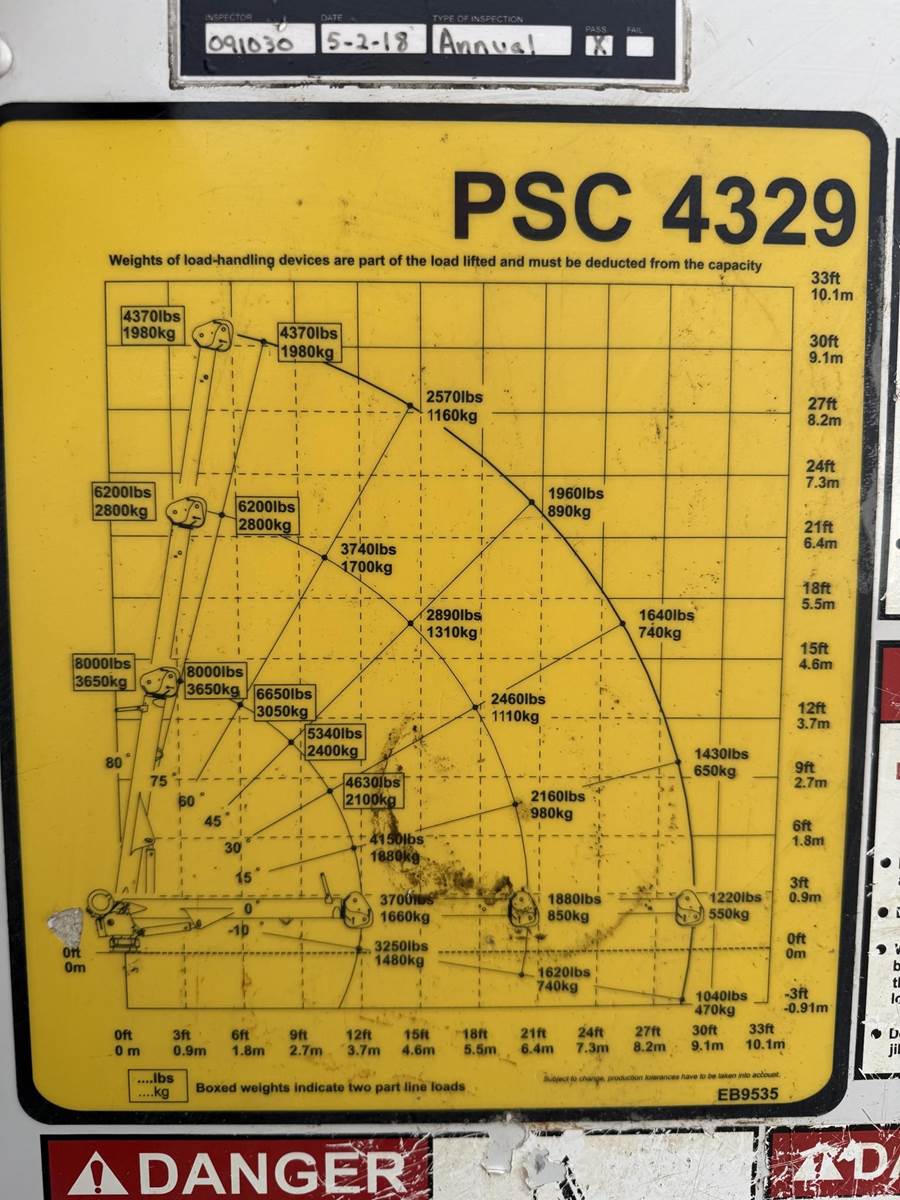 INSPECTOR DATE TYPE OF INSPECTION PASS FAIL
091030 5-2-18 Annual X
PSC 4329
Weights of load-handling devices are part of the load lifted and must be deducted from the capacity
33ft
10.1m
4370lbs
1980kg
4370lbs
1980kg
30ft
9.1m
2570lbs
1160kg
27ft
8.2m
24ft
7.3m
6200lbs
2800kg
6200lbs
2800kg
1960lbs
890kg
21ft
6.4m
3740lbs
1700kg
18ft
5.5m
2890lbs
1310kg
1640lbs
740kg
15ft
4.6m
8000lbs
3650kg
8000lbs
3650kg
6650lbs
3050kg
2460lbs
1110kg
12ft
3.7m
5340lbs
2400kg
1430lbs
650kg
9ft
2.7m
80°
75°
60°
45°
30°
15°
0°
-10°
4630lbs
2100kg
2160lbs
980kg
6ft
1.8m
4150lbs
1880kg
3ft
0.9m
3700lbs
1660kg
1880lbs
850kg
1220lbs
550kg
0ft
0m
0ft
0m
3250lbs
1480kg
1620lbs
740kg
1040lbs
470kg
-3ft
-0.91m
0ft 3ft 6ft 9ft 12ft 15ft 18ft 21ft 24ft 27ft 30ft 33ft
0 m 0.9m 1.8m 2.7m 3.7m 4.6m 5.5m 6.4m 7.3m 8.2m 9.1m 10.1m
....lbs
....kg
Boxed weights indicate two part line loads
Subject to change, production tolerances have to be taken into account.
EB9535
DANGER